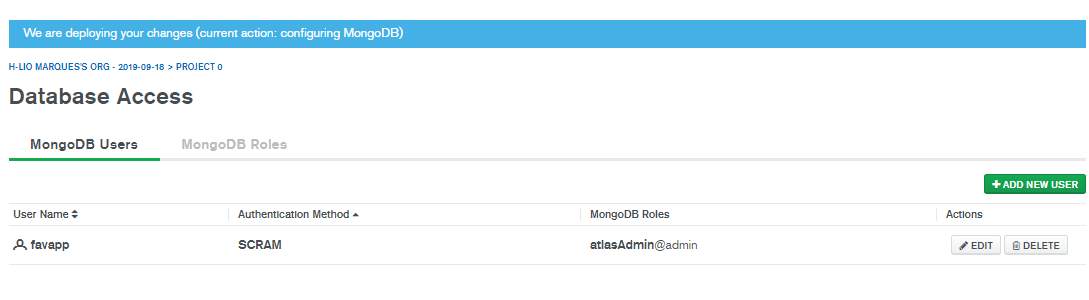 We are deploying your changes (current action: configuring MongoDB)
H-LIO MARQUES'S ORG - 2019-09-18 > PROJECT 0
Database Access
MongoDB Users MongoDB Roles
+ ADD NEW USER
User Name Authentication Method MongoDB Roles Actions
favapp SCRAM atlasAdmin@admin EDIT DELETE